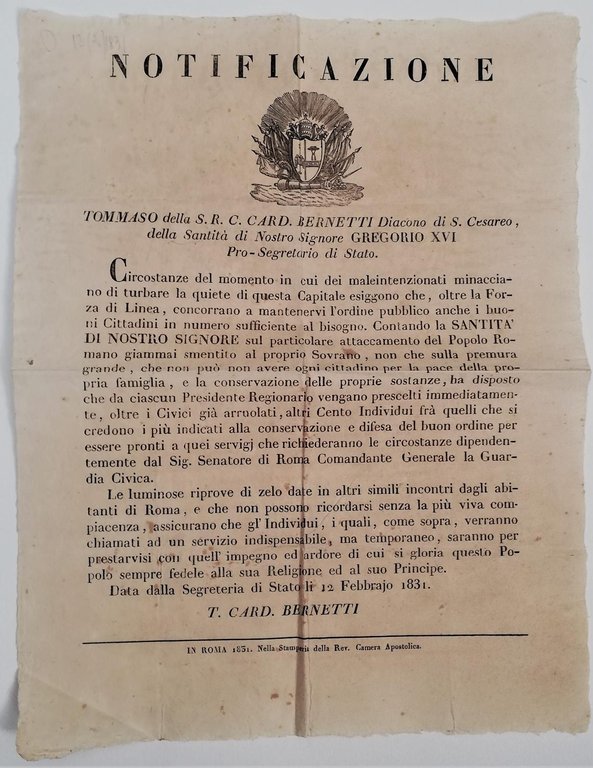 NOTIFICAZIONE
TOMMASO della S. R. C. CARD. BERNETTI Diacono di S. Cesareo,
della Santità di Nostro Signore GREGORIO XVI
Pro-Segretario di Stato.
Circostanze del momento in cui dei maleintenzionati minaccia-
no di turbare la quiete di questa Capitale esiggono che, oltre la For-
za di Linea, concorrano a mantenervi l'ordine pubblico anche i buo-
ni Cittadini in numero sufficiente al bisogno. Contando la SANTITA'
DI NOSTRO SIGNORE sul particolare attaccamento del Popolo Ro-
mano giammai smentito al proprio Sovrano, non che sulla premura
grande, che non può non avere ogni cittadino per la pace della pro-
pria famiglia, e la conservazione delle proprie sostanze, ha disposto
che da ciascun Presidente Regionario vengano prescelti immediatamen-
te, oltre i Civici già arruolati, altri Cento Individui frà quelli che si
credono i più indicati alla conservazione e difesa del buon ordine per
essere pronti a quei servigj che richiederanno le circostanze dipenden-
temente dal Sig. Senatore di Roma Comandante Generale la Guar-
dia Civica.
Le luminose riprove di zelo date in altri simili incontri dagli abi-
tanti di Roma, e che non possono ricordarsi senza la più viva com-
piacenza, assicurano che gl'Individui, i quali, come sopra, verranno
chiamati ad un servizio indispensabile, ma temporaneo, saranno per
prestarvisi con quell' impegno ed ardore di cui si gloria questo Po-
polo sempre fedele alla sua Religione ed al suo Principe.
Data dalla Segreteria di Stato li 12 Febbrajo 1831.
T. CARD. BERNETTI
IN ROMA 1831. Nella Stamperia della Rev. Camera Apostolica.